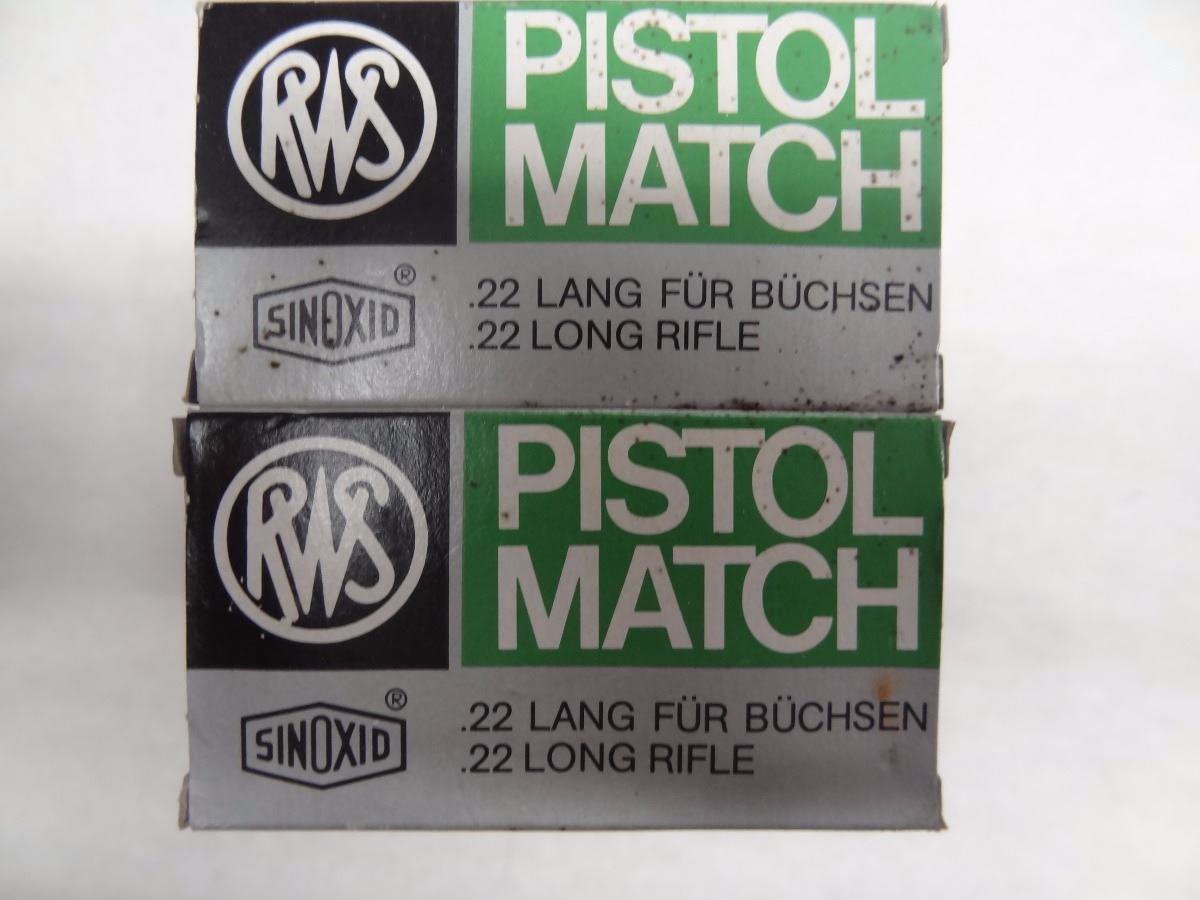 RWS
PISTOL
MATCH
SINOXID®
.22 LANG FÜR BÜCHSEN
.22 LONG RIFLE
RWS
PISTOL
MATCH
SINOXID®
.22 LANG FÜR BÜCHSEN
.22 LONG RIFLE